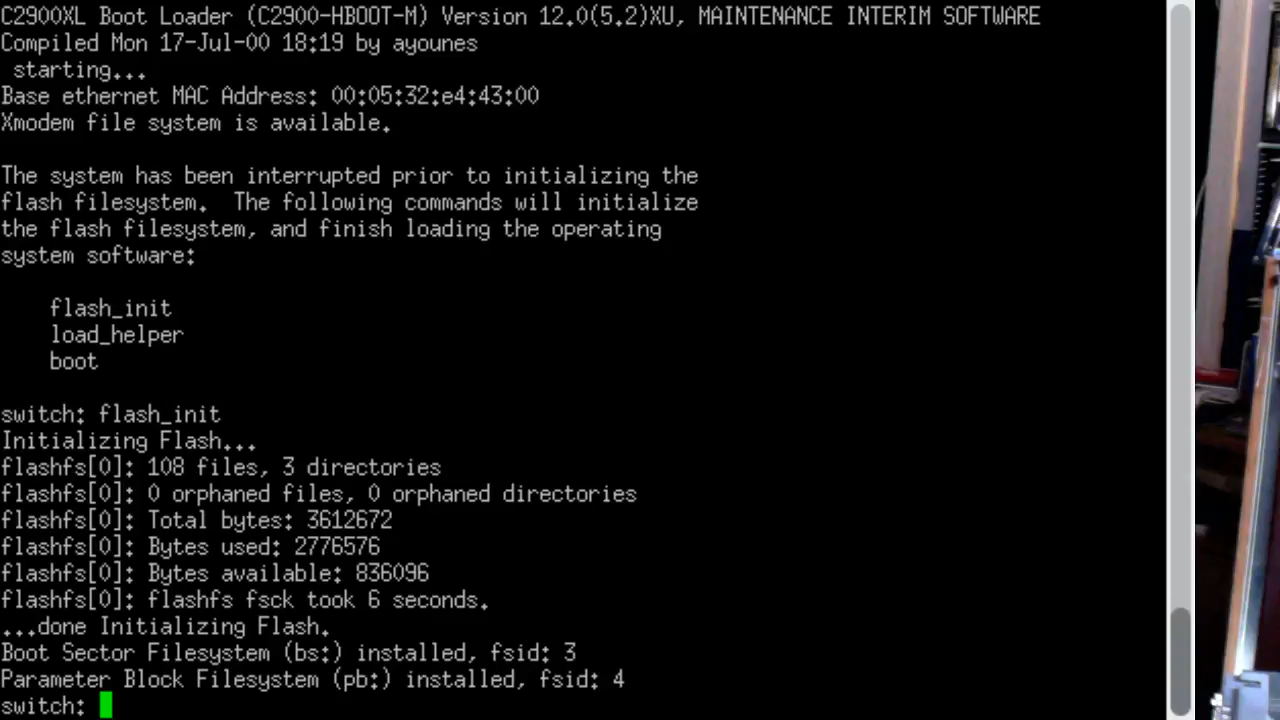 C2900XL Boot Loader (C2900-HBOOT-M) Version 12.0(5.2)XU, MAINTENANCE INTERIM SOFTWARE
Compiled Mon 17-Jul-00 18:19 by ayounes
starting...
Base ethernet MAC Address: 00:05:32:e4:43:00
Xmodem file system is available.
The system has been interrupted prior to initializing the
flash filesystem.  The following commands will initialize
the flash filesystem, and finish loading the operating
system software:
flash_init
load_helper
boot
switch: flash_init
Initializing Flash...
flashfs[0]: 108 files, 3 directories
flashfs[0]: 0 orphaned files, 0 orphaned directories
flashfs[0]: Total bytes: 3612672
flashfs[0]: Bytes used: 2776576
flashfs[0]: Bytes available: 836096
flashfs[0]: flashfs fsck took 6 seconds.
...done Initializing Flash.
Boot Sector Filesystem (bs:) installed, fsid: 3
Parameter Block Filesystem (pb:) installed, fsid: 4
switch: